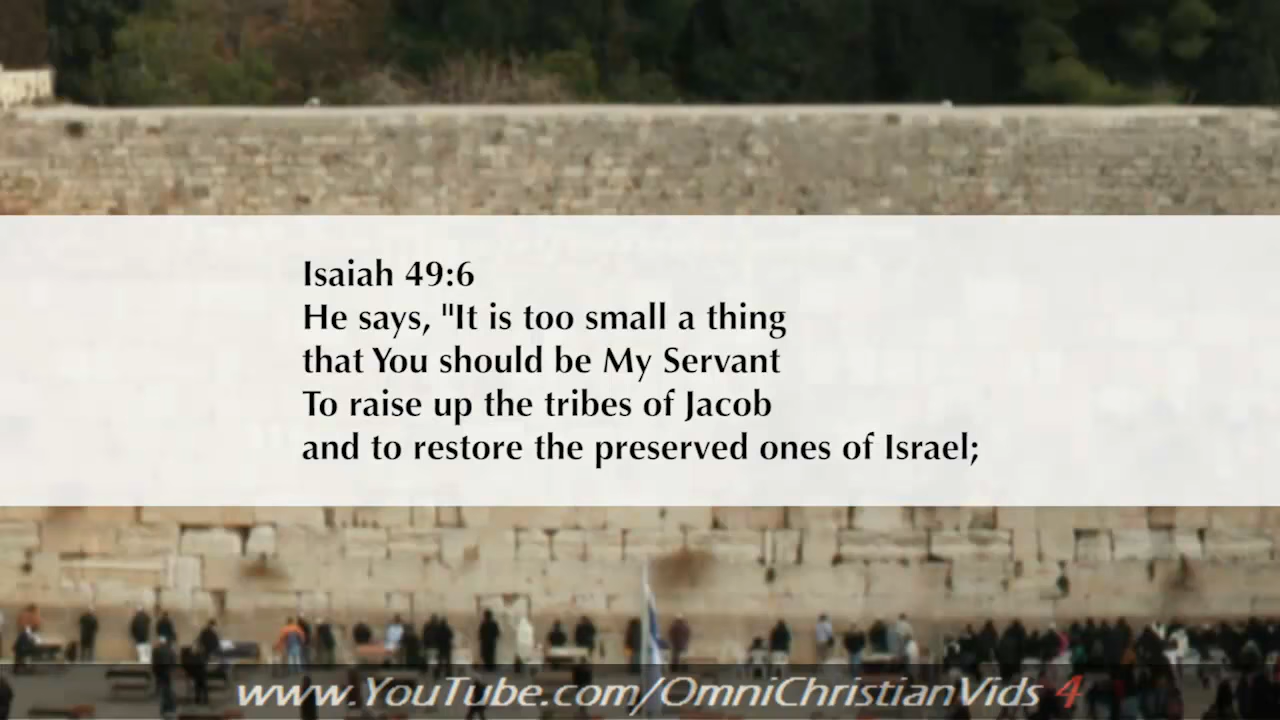 Isaiah 49:6
He says, "It is too small a thing
that You should be My Servant
To raise up the tribes of Jacob
and to restore the preserved ones of Israel;
www.YouTube.com/OmniChristianVids 4